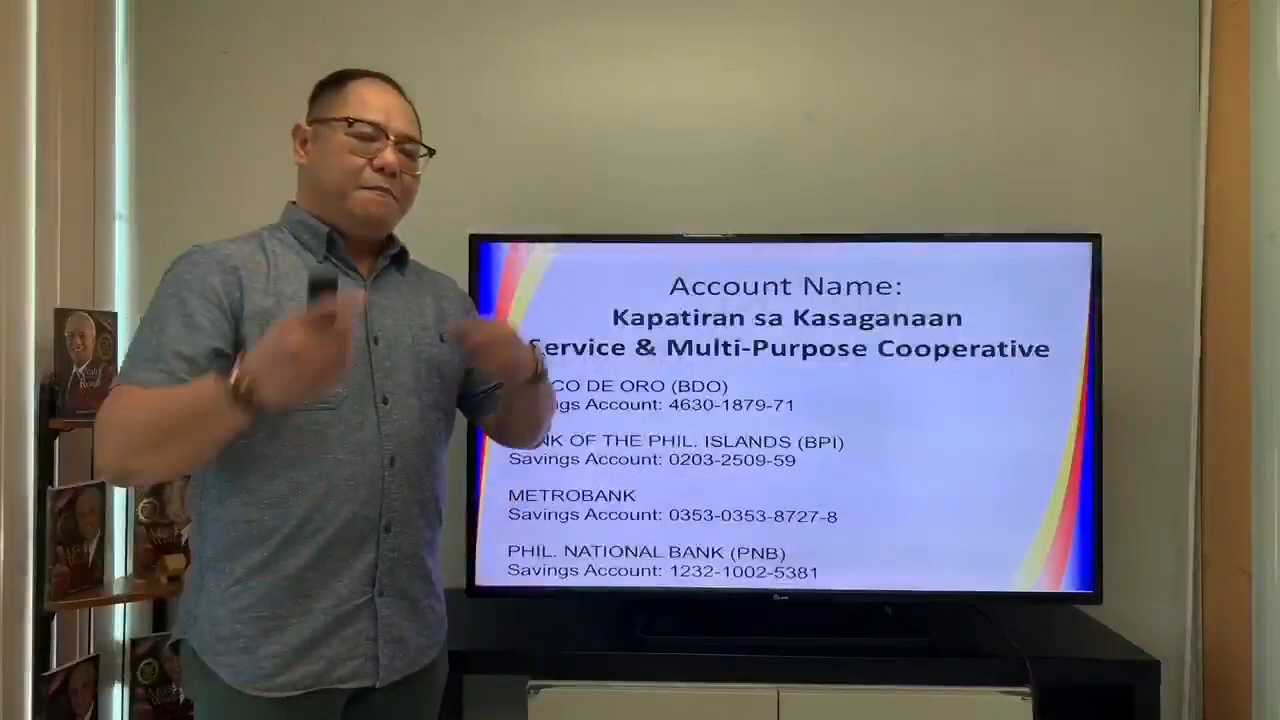 Account Name:
Kapatiran sa Kasaganaan
Service & Multi-Purpose Cooperative
CO DE ORO (BDO)
ngs Account: 4630-1879-71
NK OF THE PHIL. ISLANDS (BPI)
Savings Account: 0203-2509-59
METROBANK
Savings Account: 0353-0353-8727-8
PHIL. NATIONAL BANK (PNB)
Savings Account: 1232-1002-5381